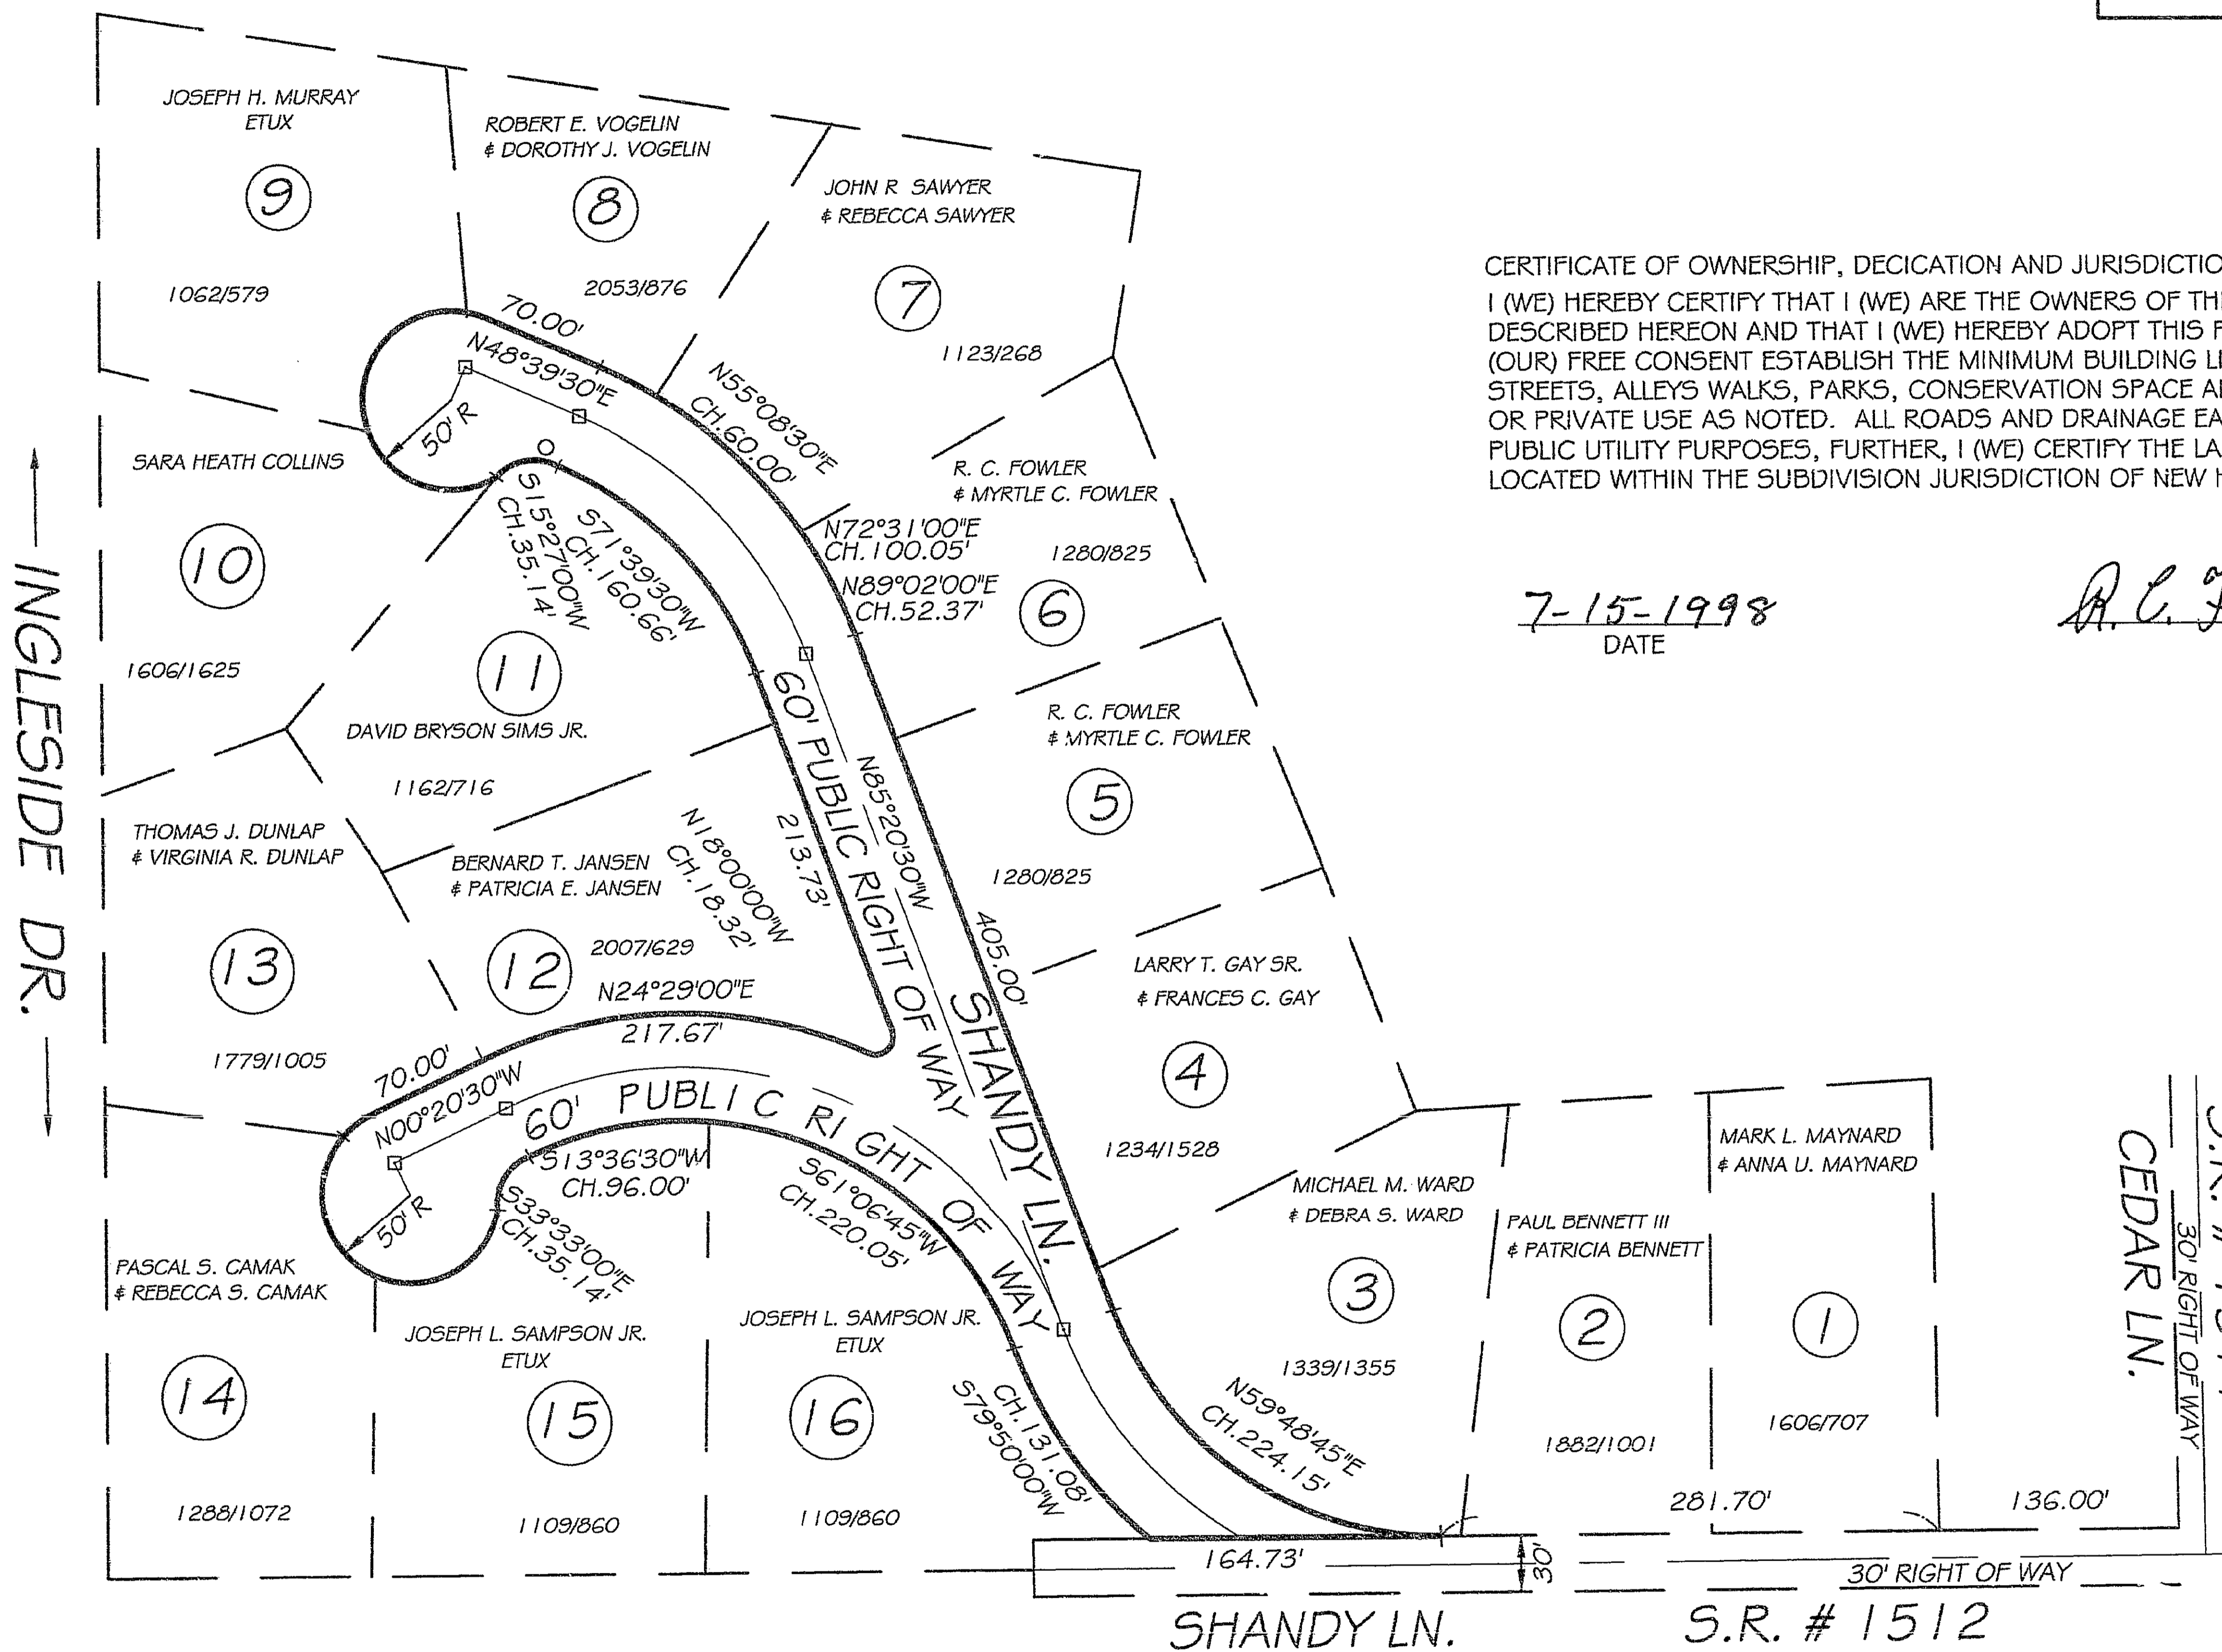 JOSEPH H. MURRAY
ETUX
9
1062/579
ROBERT E. VOGELIN
& DOROTHY J. VOGELIN
8
2053/876
JOHN R SAWYER
& REBECCA SAWYER
7
1123/268
70.00'
N48°39'30"E
50' R
N55°08'30"E
CH.60.00'
CERTIFICATE OF OWNERSHIP, DECICATION AND JURISDICTIO
I (WE) HEREBY CERTIFY THAT I (WE) ARE THE OWNERS OF TH
DESCRIBED HEREON AND THAT I (WE) HEREBY ADOPT THIS
(OUR) FREE CONSENT ESTABLISH THE MINIMUM BUILDING
STREETS, ALLEYS WALKS, PARKS, CONSERVATION SPACE
OR PRIVATE USE AS NOTED. ALL ROADS AND DRAINAGE
PUBLIC UTILITY PURPOSES, FURTHER, I (WE) CERTIFY THE
LOCATED WITHIN THE SUBDIVISION JURISDICTION OF NEW
7-15-1998
DATE
R. C.
SARA HEATH COLLINS
10
1606/1625
S15°27'00"W
CH.35.14'
S71°39'30"W
CH.160.66'
R. C. FOWLER
& MYRTLE C. FOWLER
N72°31'00"E
CH.100.05'
1280/825
N89°02'00"E
CH.52.37'
6
INGLESIDE DR.
11
DAVID BRYSON SIMS JR.
1162/716
60' PUBLIC RIGHT OF WAY
N85°20'30"W
213.73'
405.00'
SHANDY LN.
R. C. FOWLER
& MYRTLE C. FOWLER
5
1280/825
THOMAS J. DUNLAP
& VIRGINIA R. DUNLAP
13
1779/1005
BERNARD T. JANSEN
& PATRICIA E. JANSEN
N18°00'00"W
CH.18.32'
12
2007/629
N24°29'00"E
217.67'
LARRY T. GAY SR.
& FRANCES C. GAY
4
1234/1528
70.00'
N00°20'30"W
50' R
60' PUBLIC RIGHT OF WAY
S13°36'30"W
CH.96.00'
S33°33'00"E
CH.35.14'
S61°06'45"W
CH.220.05'
MICHAEL M. WARD
& DEBRA S. WARD
3
1339/1355
PAUL BENNETT III
& PATRICIA BENNETT
2
1882/1001
MARK L. MAYNARD
& ANNA U. MAYNARD
1
1606/707
CEDAR LN.
30' RIGHT OF WAY
PASCAL S. CAMAK
& REBECCA S. CAMAK
14
1288/1072
JOSEPH L. SAMPSON JR.
ETUX
15
1109/860
JOSEPH L. SAMPSON JR.
ETUX
16
1109/860
CH.131.08'
S79°50'00"W
N59°48'45"E
CH.224.15'
281.70'
136.00'
164.73'
30'
30' RIGHT OF WAY
SHANDY LN.
S.R. # 1512